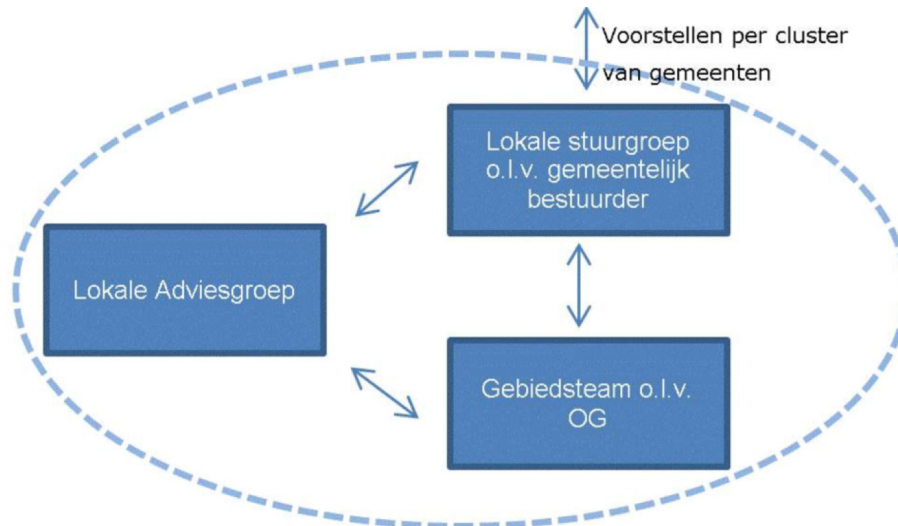 Voorstellen per cluster
van gemeenten
Lokale stuurgroep
o.l.v. gemeentelijk
bestuurder
Lokale Adviesgroep
Gebiedsteam o.l.v.
OG